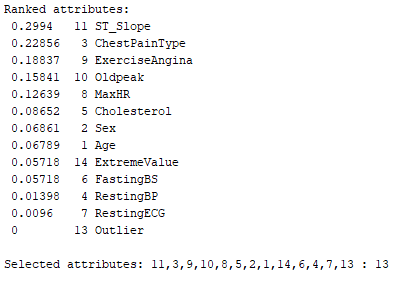 Ranked attributes:
0.2994 11 ST_Slope
0.22856 3 ChestPainType
0.18837 9 ExerciseAngina
0.15841 10 Oldpeak
0.12639 8 MaxHR
0.08652 5 Cholesterol
0.06861 2 Sex
0.06789 1 Age
0.05718 14 ExtremeValue
0.05718 6 FastingBS
0.01398 4 RestingBP
0.0096 7 RestingECG
0 13 Outlier
Selected attributes: 11,3,9,10,8,5,2,1,14,6,4,7,13 : 13